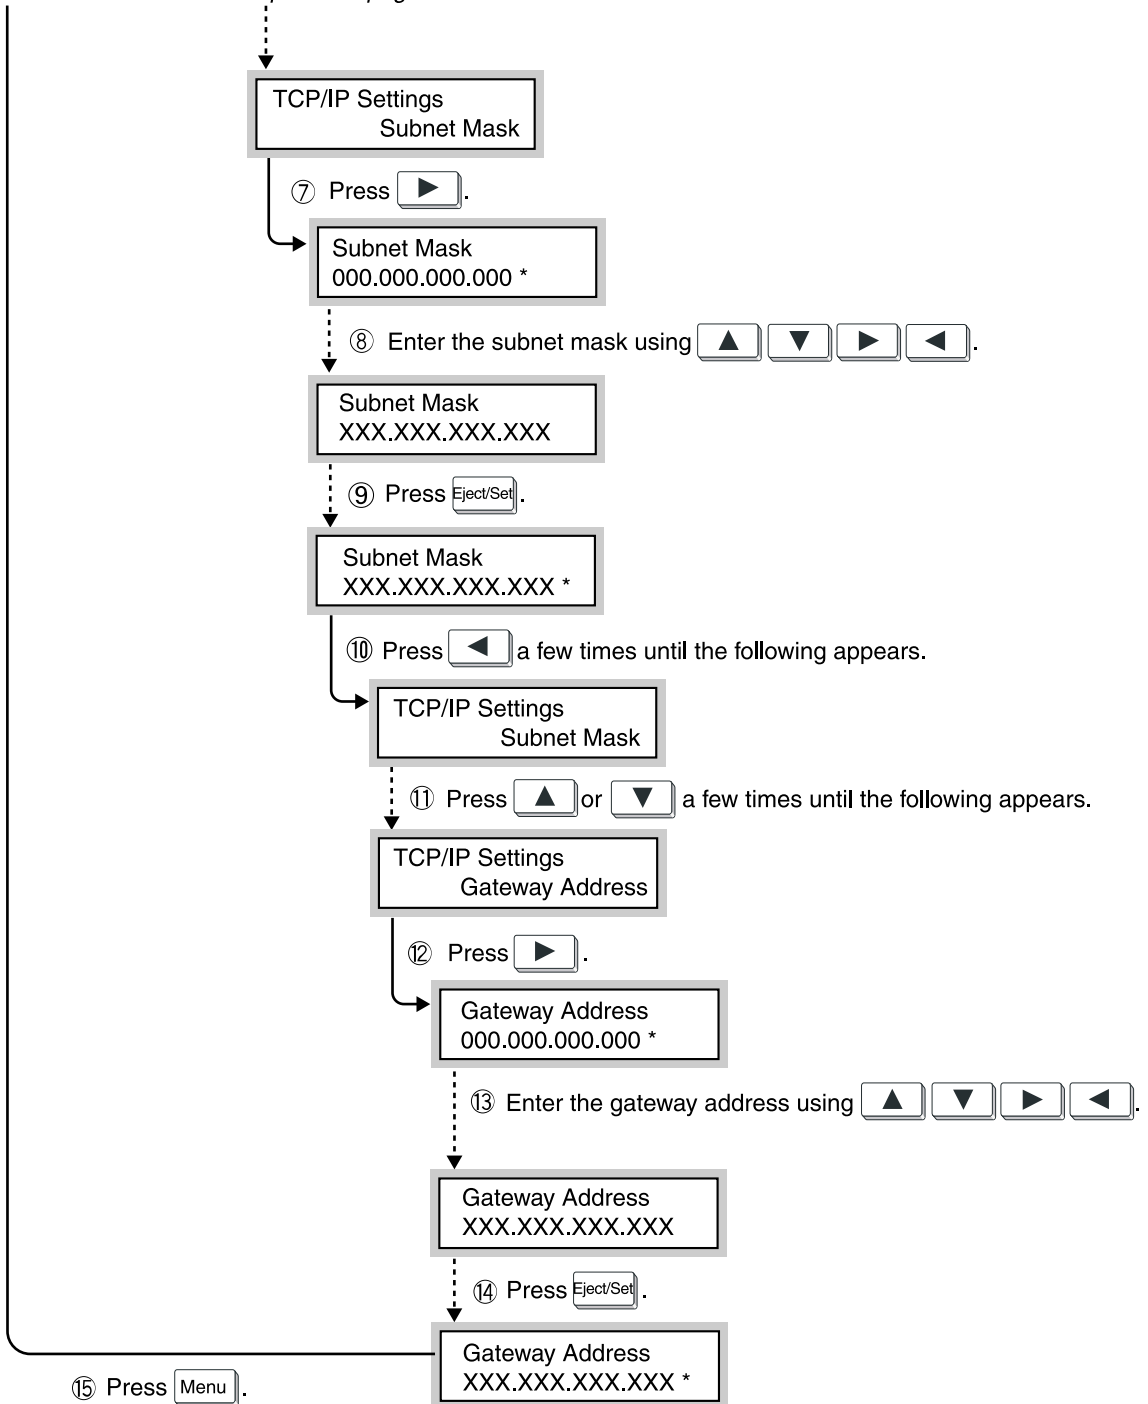 TCP/IP Settings
Subnet Mask
⑦ Press ▶.
Subnet Mask
000.000.000.000 *
⑧ Enter the subnet mask using ▲ ▼ ▶ ◀.
Subnet Mask
XXX.XXX.XXX.XXX
⑨ Press Eject/Set.
Subnet Mask
XXX.XXX.XXX.XXX *
⑩ Press ◀ a few times until the following appears.
TCP/IP Settings
Subnet Mask
⑪ Press ▲ or ▼ a few times until the following appears.
TCP/IP Settings
Gateway Address
⑫ Press ▶.
Gateway Address
000.000.000.000 *
⑬ Enter the gateway address using ▲ ▼ ▶ ◀.
Gateway Address
XXX.XXX.XXX.XXX
⑭ Press Eject/Set.
Gateway Address
XXX.XXX.XXX.XXX *
⑮ Press Menu.